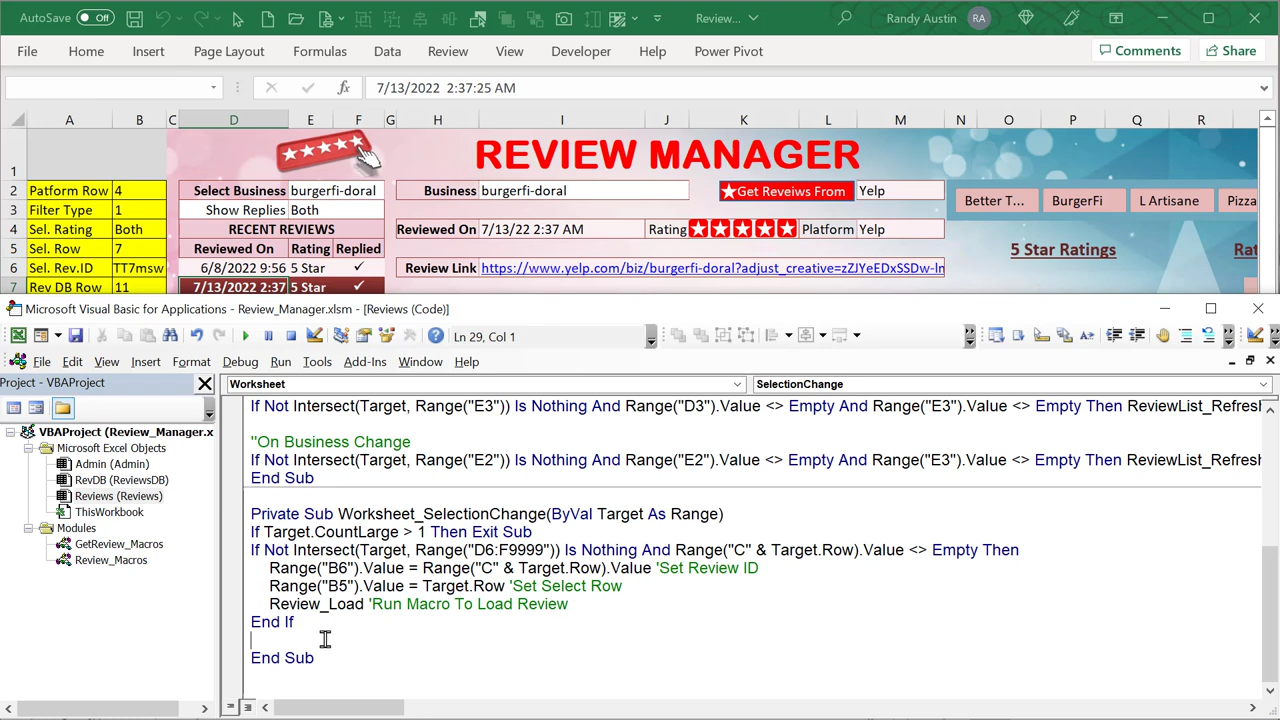 AutoSave Off Review... Randy Austin RA
File Home Insert Page Layout Formulas Data Review View Developer Help Power Pivot Comments Share
fx 7/13/2022 2:37:25 AM
A B C D E F G H I J K L M N O P Q R
1 REVIEW MANAGER
2 Patform Row 4 Select Business burgerfi-doral Business burgerfi-doral Get Reveiws From Yelp Better T... BurgerFi L Artisane Pizza
3 Filter Type 1 Show Replies Both
4 Sel. Rating Both RECENT REVIEWS Reviewed On 7/13/22 2:37 AM Rating Platform Yelp
5 Sel. Row 7 Reviewed On Rating Replied 5 Star Ratings Rat
6 Sel. Rev.ID TT7msw 6/8/2022 9:56 5 Star ✓ Review Link https://www.yelp.com/biz/burgerfi-doral?adjust_creative=zZJYeEDxSSDw-ln
7 Rev DB Row 11 7/13/2022 2:37 5 Star ✓
Microsoft Visual Basic for Applications - Review_Manager.xlsm - [Reviews (Code)]
Ln 29, Col 1
File Edit View Insert Format Debug Run Tools Add-Ins Window Help
Project - VBAProject
Worksheet SelectionChange
VBAProject (Review_Manager.x
Microsoft Excel Objects
Admin (Admin)
RevDB (ReviewsDB)
Reviews (Reviews)
ThisWorkbook
Modules
GetReview_Macros
Review_Macros
If Not Intersect(Target, Range("E3")) Is Nothing And Range("D3").Value <> Empty And Range("E3").Value <> Empty Then ReviewList_Refresh
''On Business Change
If Not Intersect(Target, Range("E2")) Is Nothing And Range("E2").Value <> Empty And Range("E3").Value <> Empty Then ReviewList_Refresh
End Sub
Private Sub Worksheet_SelectionChange(ByVal Target As Range)
If Target.CountLarge > 1 Then Exit Sub
If Not Intersect(Target, Range("D6:F9999")) Is Nothing And Range("C" & Target.Row).Value <> Empty Then
Range("B6").Value = Range("C" & Target.Row).Value 'Set Review ID
Range("B5").Value = Target.Row 'Set Select Row
Review_Load 'Run Macro To Load Review
End If
End Sub